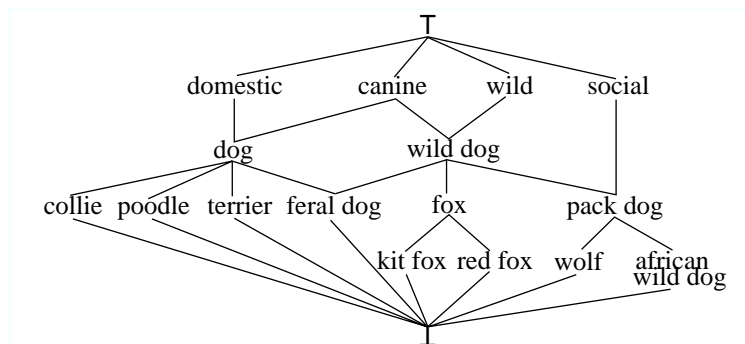 T
domestic canine wild social
dog wild dog
collie poodle terrier feral dog fox pack dog
kit fox red fox wolf african
wild dog
⊥